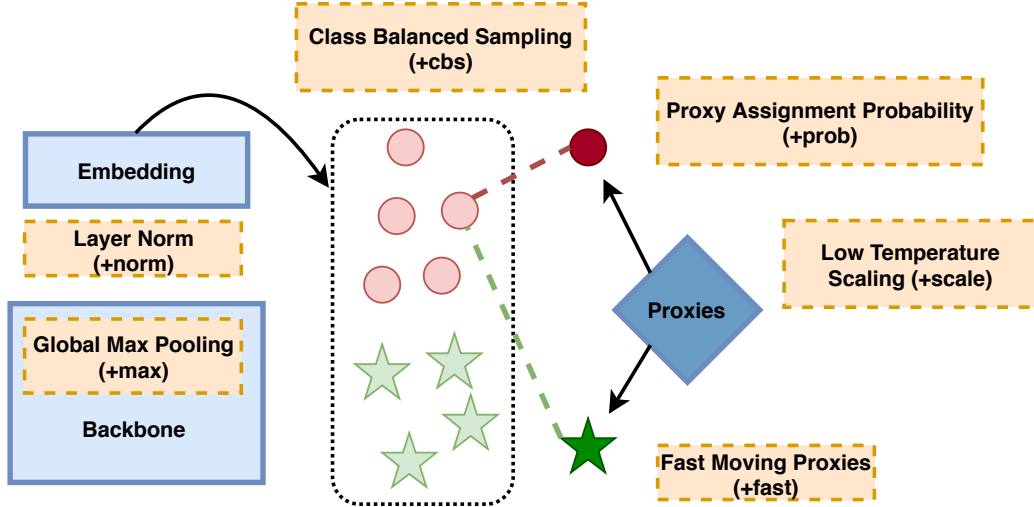 Class Balanced Sampling
(+cbs)
Proxy Assignment Probability
(+prob)
Embedding
Layer Norm
(+norm)
Low Temperature
Scaling (+scale)
Proxies
Global Max Pooling
(+max)
Backbone
Fast Moving Proxies
(+fast)